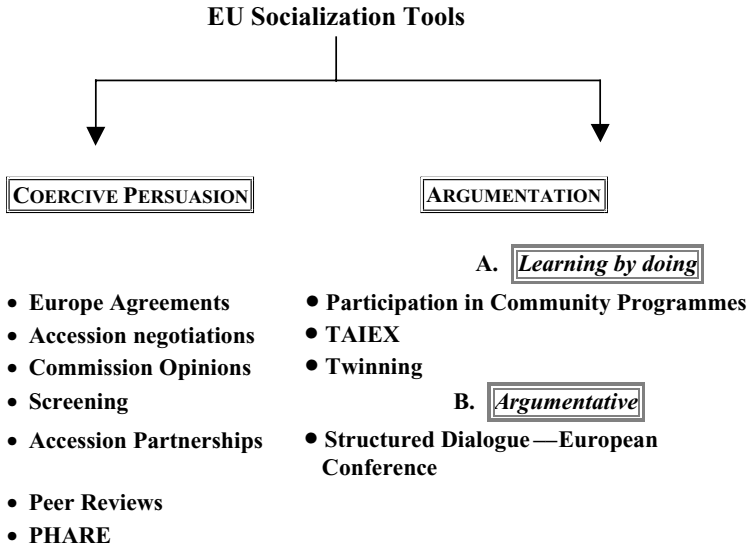 EU Socialization Tools
COERCIVE PERSUASION
• Europe Agreements
• Accession negotiations
• Commission Opinions
• Screening
• Accession Partnerships
• Peer Reviews
• PHARE
ARGUMENTATION
A. Learning by doing
• Participation in Community Programmes
• TAIEX
• Twinning
B. Argumentative
• Structured Dialogue—European
Conference